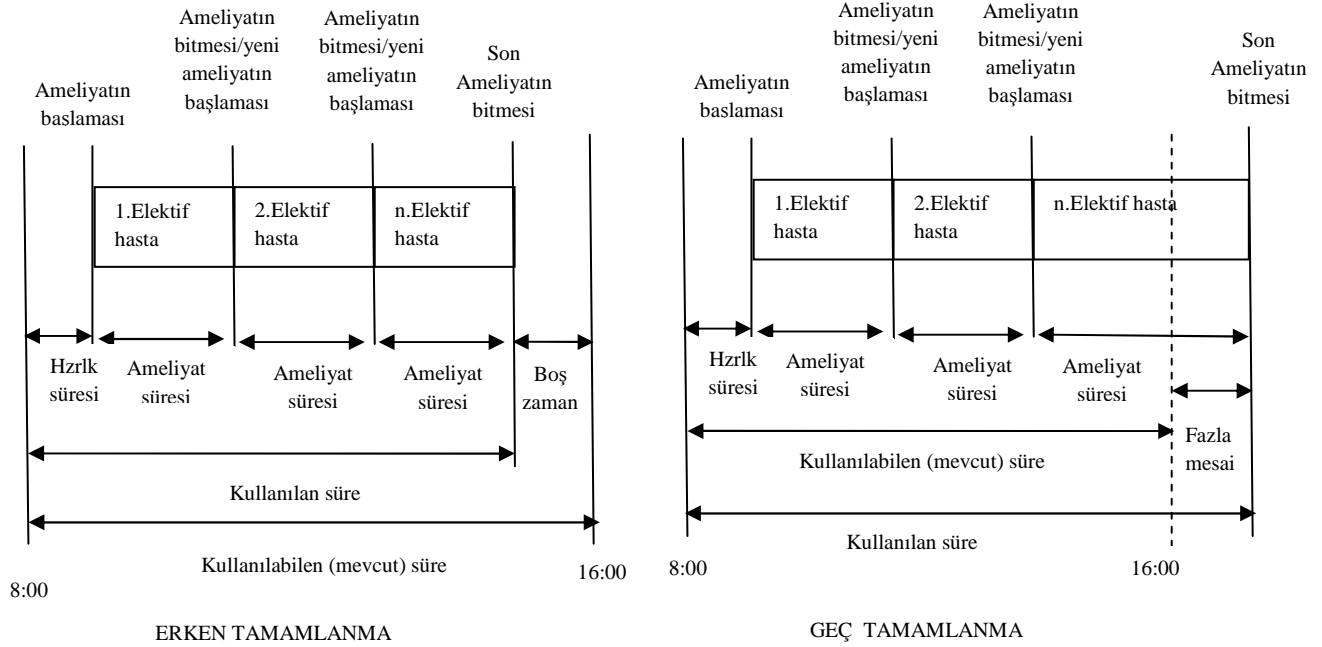 Ameliyatın
baslaması
Ameliyatın
bitmesi/yeni
ameliyatın
başlaması
Ameliyatın
bitmesi/yeni
ameliyatın
başlaması
Son
Ameliyatın
bitmesi
1.Elektif
hasta
2.Elektif
hasta
n.Elektif
hasta
Hzrlk
süresi
Ameliyat
süresi
Ameliyat
süresi
Ameliyat
süresi
Boş
zaman
Kullanılan süre
Kullanılabilen (mevcut) süre
8:00
16:00
ERKEN TAMAMLANMA
Ameliyatın
baslaması
Ameliyatın
bitmesi/yeni
ameliyatın
başlaması
Ameliyatın
bitmesi/yeni
ameliyatın
başlaması
Son
Ameliyatın
bitmesi
1.Elektif
hasta
2.Elektif
hasta
n.Elektif hasta
Hzrlk
süresi
Ameliyat
süresi
Ameliyat
süresi
Ameliyat
süresi
Fazla
mesai
Kullanılabilen (mevcut) süre
Kullanılan süre
8:00
16:00
GEÇ TAMAMLANMA